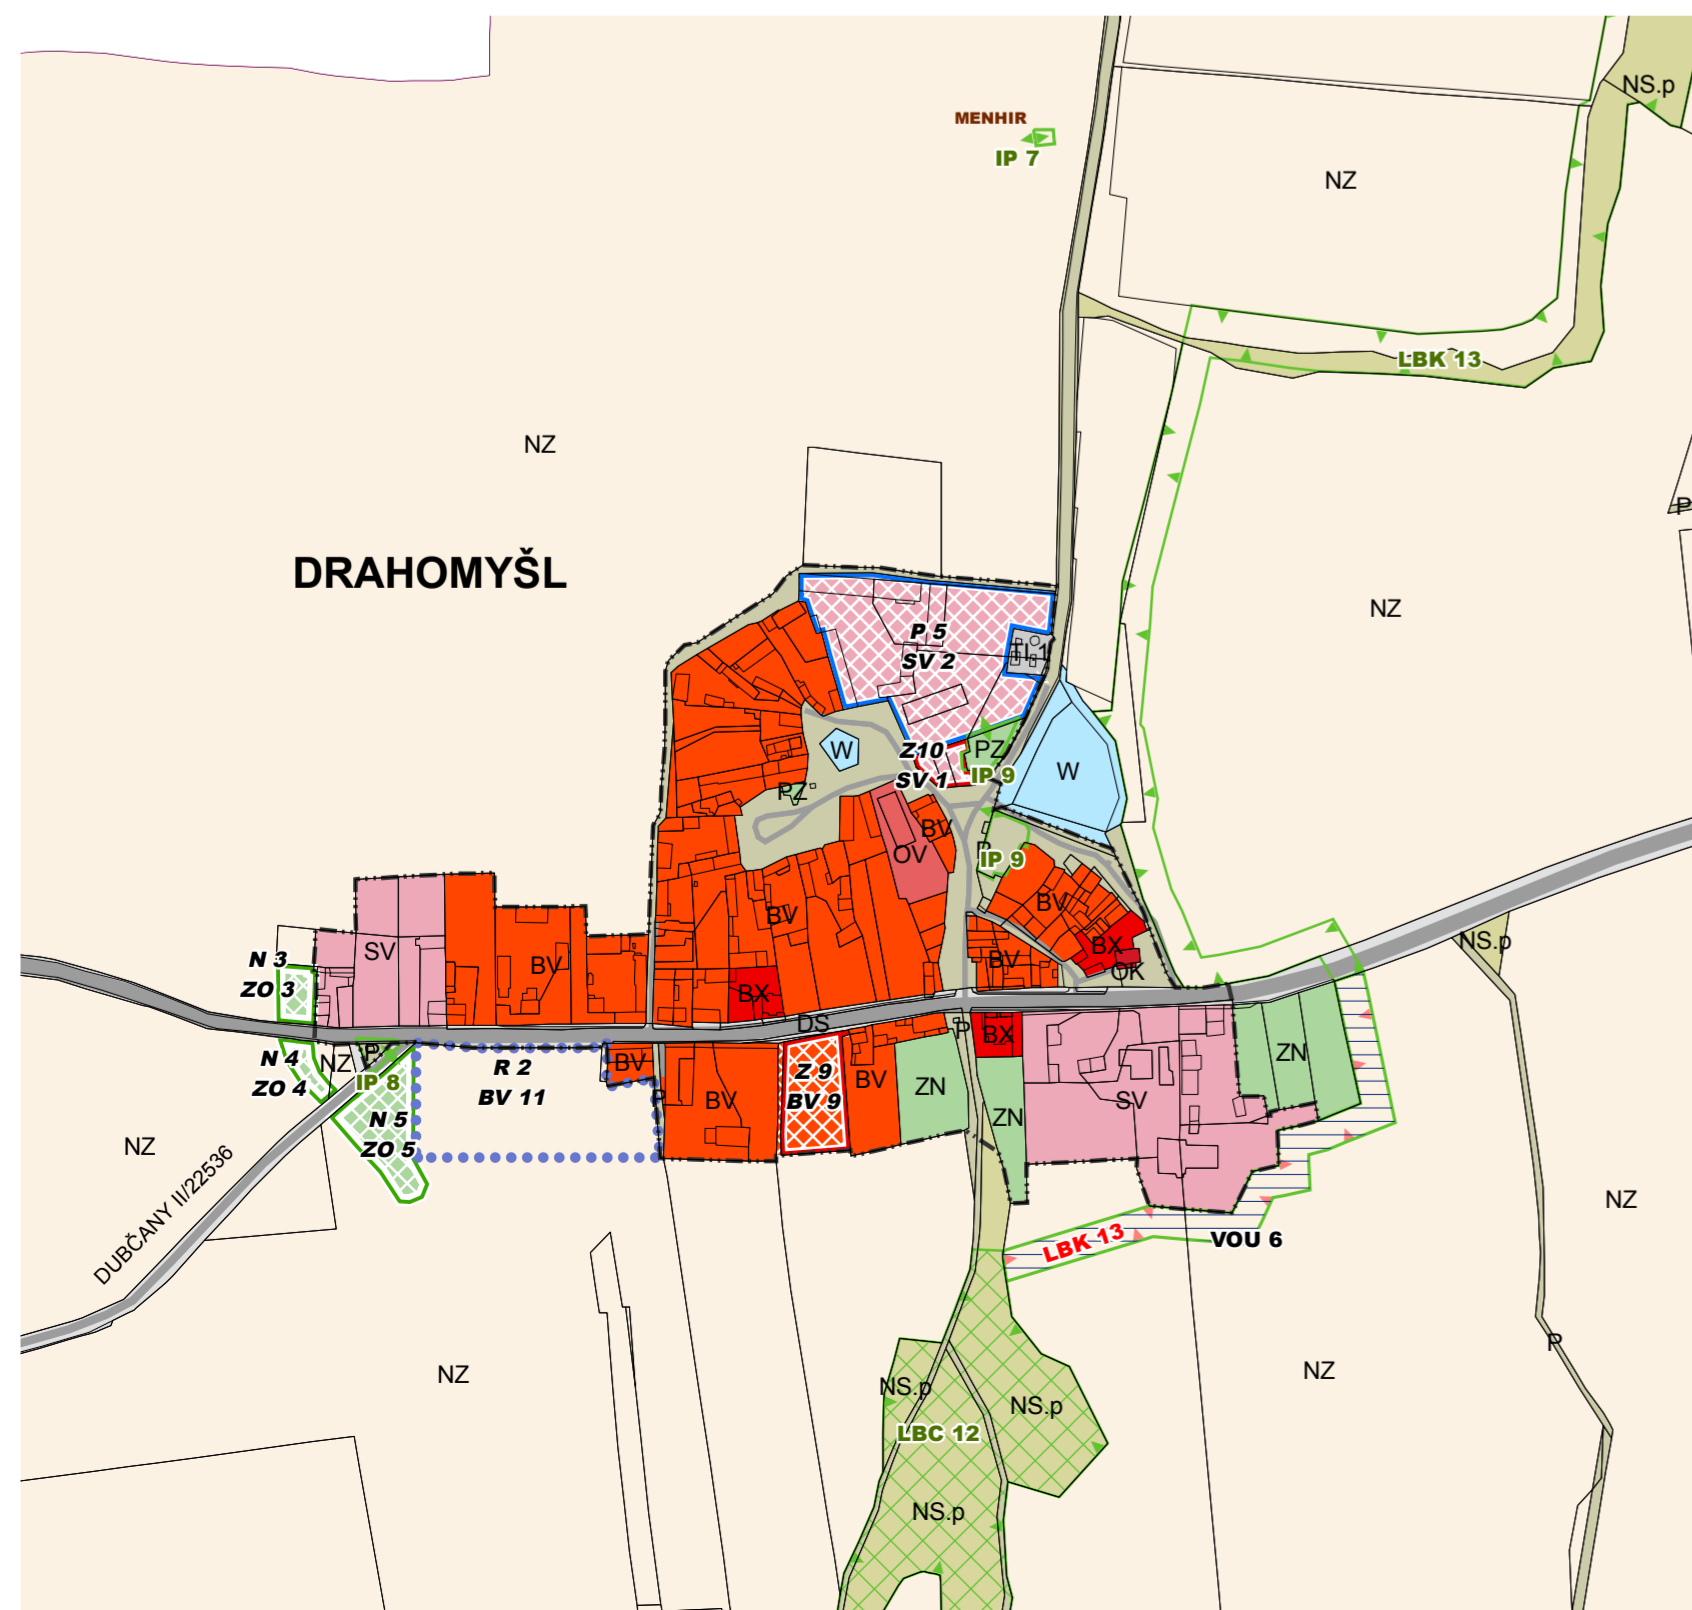 NS.p
MENHIR
IP 7
NZ
LBK 13
NZ
P
DRAHOMYŠL
NZ
P 5
SV 2
TI.1
W
Z10
SV 1
PZ
IP 9
W
PZ
BV
OV
P
IP 9
BV
BV
BX
OK
SV
BV
BX
BV
NS.p
N 3
ZO 3
DS
P
BX
N 4
ZO 4
NZ
P
IP 8
R 2
BV 11
BV
P
BV
Z 9
BV 9
BV
ZN
ZN
SV
ZN
N 5
ZO 5
NZ
DUBČANY II/22536
LBK 13
VOU 6
NZ
P
NZ
NZ
NS.p
NS.p
LBC 12
NS.p